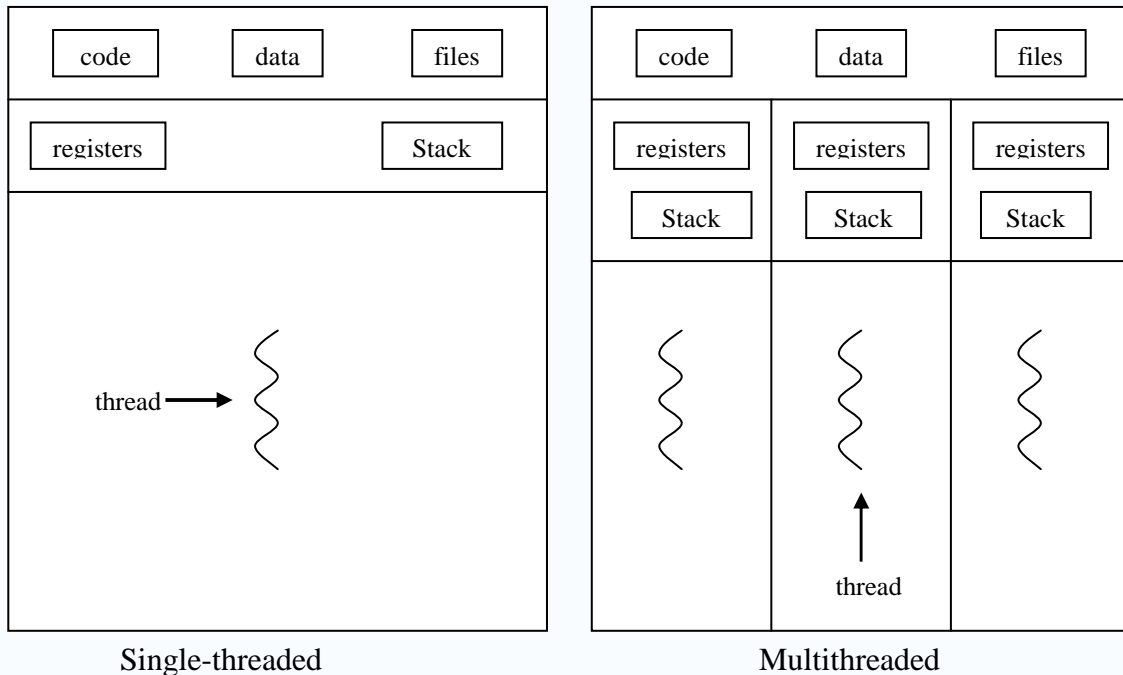 code data files code data files
registers Stack registers registers registers
Stack Stack Stack
thread
thread
Single-threaded Multithreaded